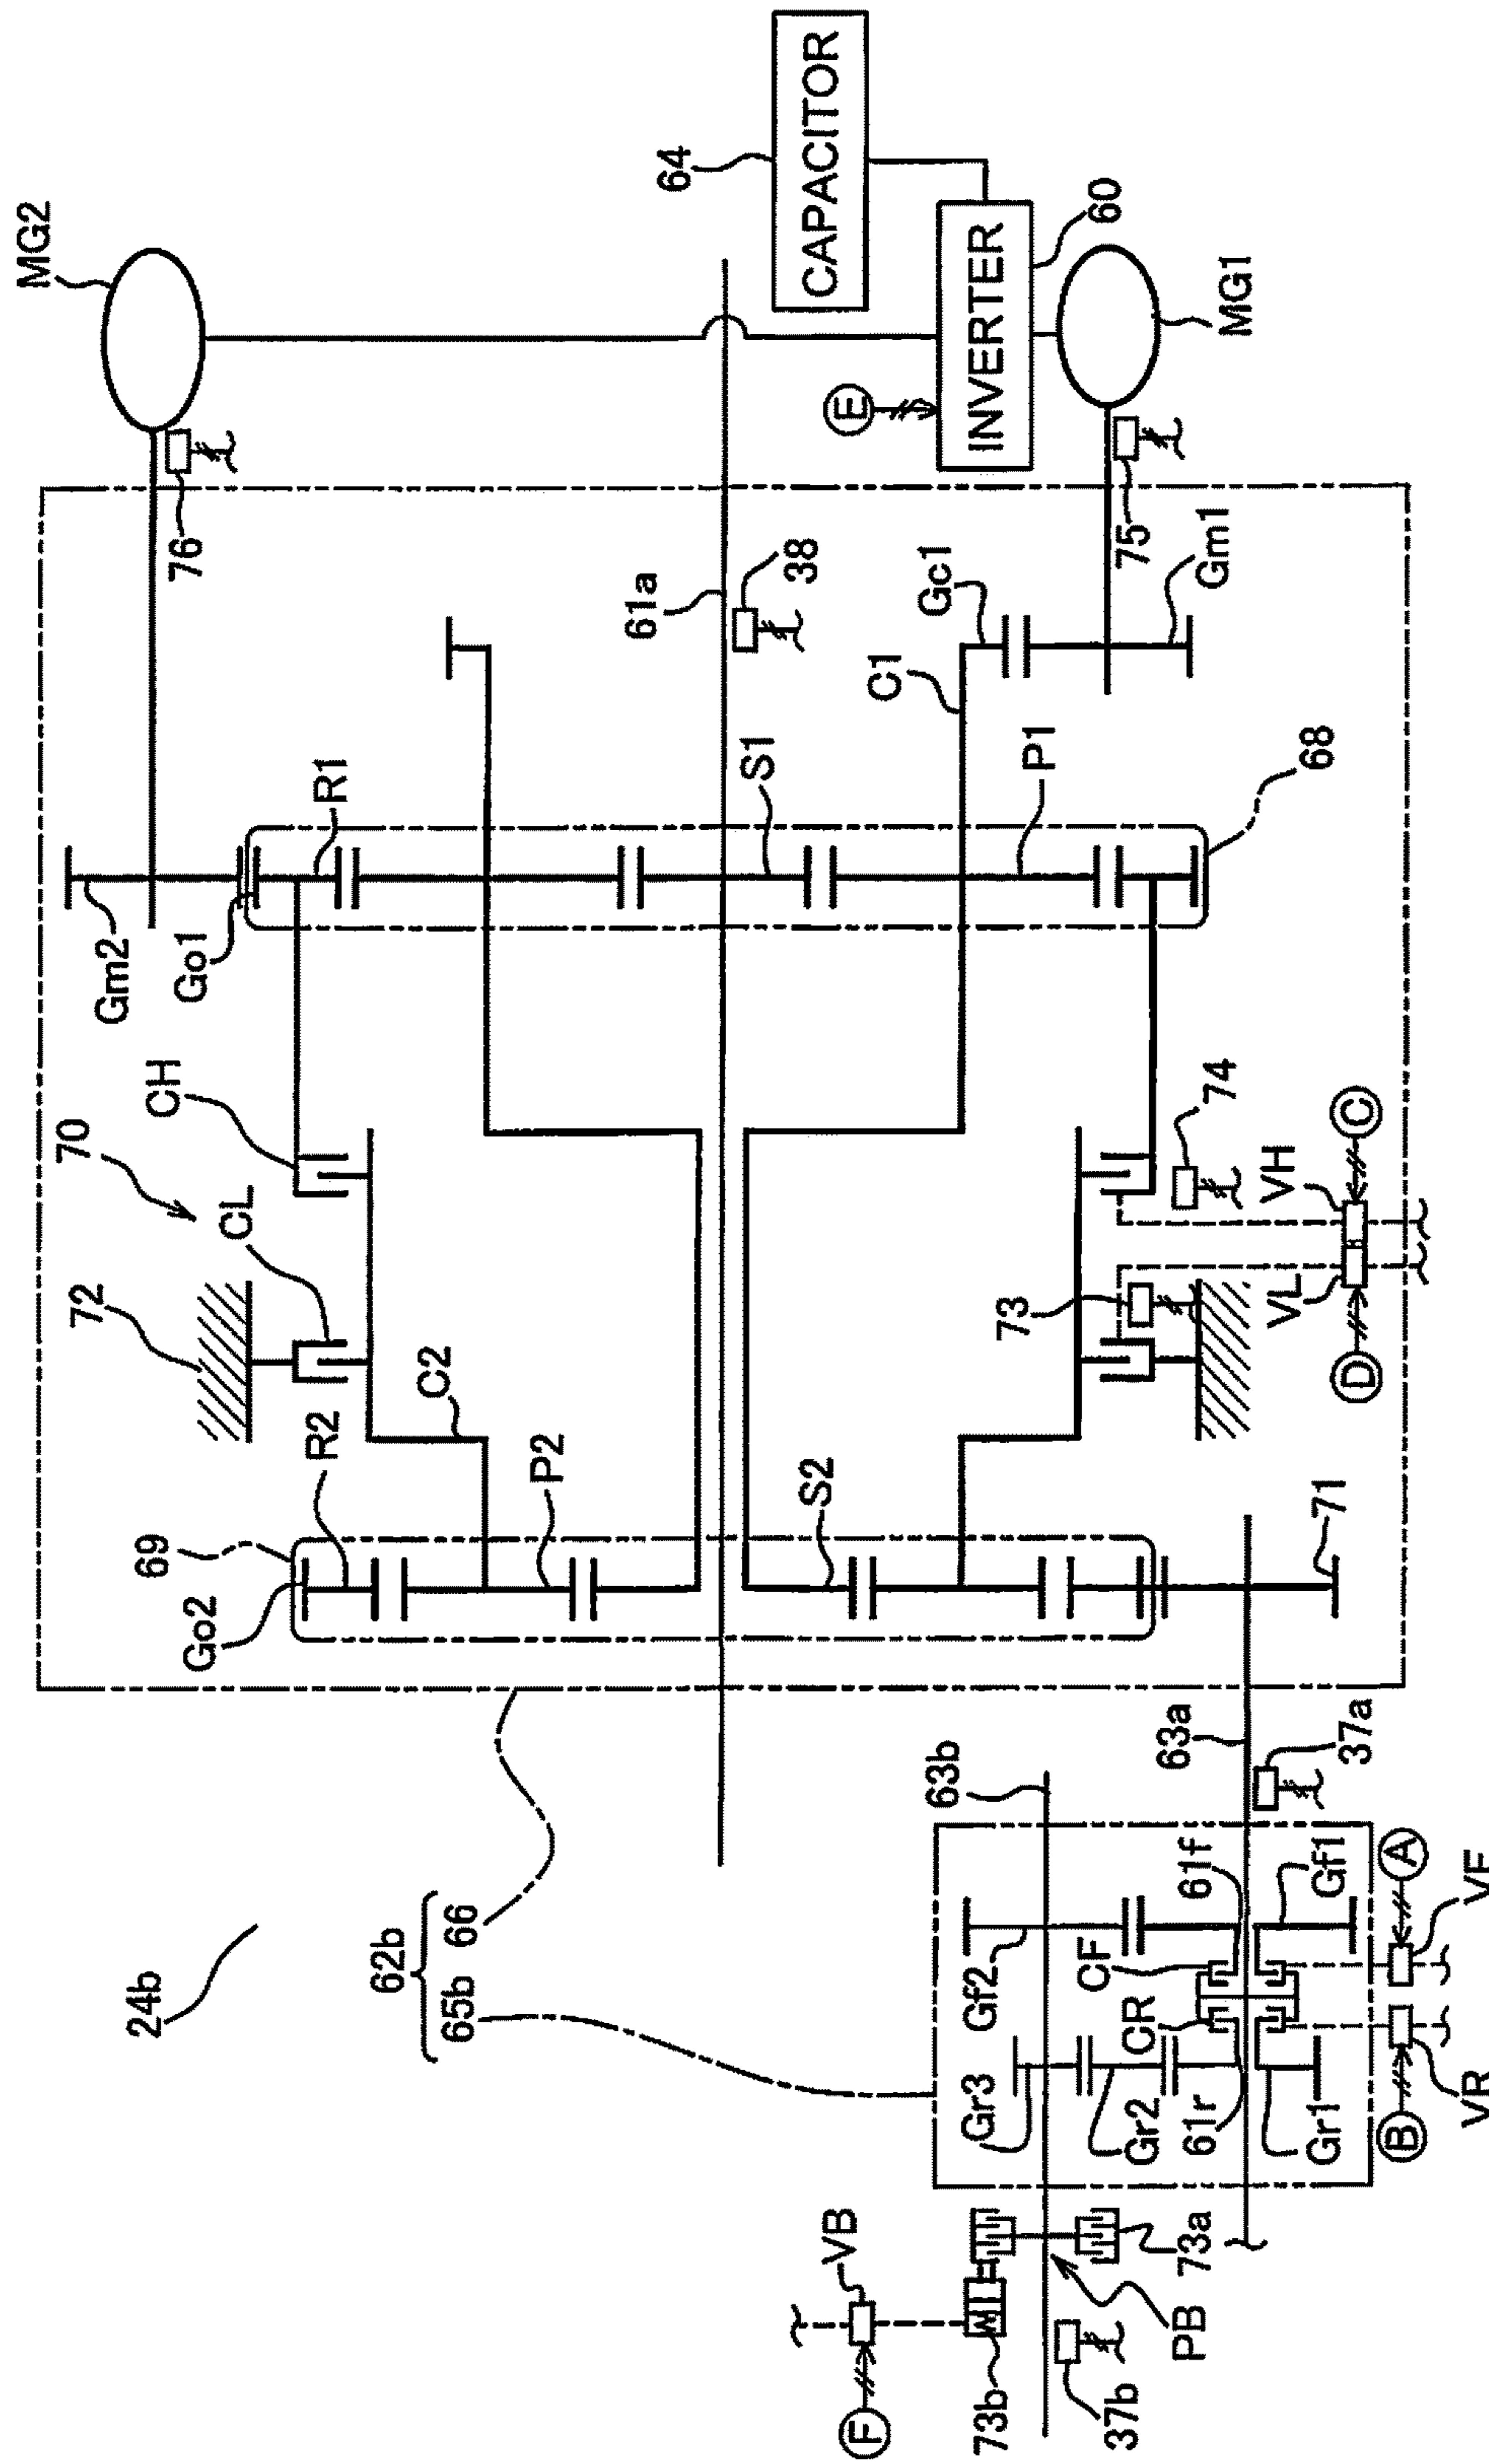 MG2
76
64
CAPACITOR
INVERTER
60
MG1
E
75
Gm1
38
61a
Gc1
C1
R1
S1
P1
68
Gm2
Go1
CH
70
CL
72
74
VH
C
73
VL
D
C2
R2
P2
S2
71
69
Go2
63a
37a
63b
61f
Gf1
A
VF
24b
62b
66
65b
Gf2
CF
CR
Gr3
Gr2
61r
Gr1
B
VR
VB
73a
F
73b
37b
PB